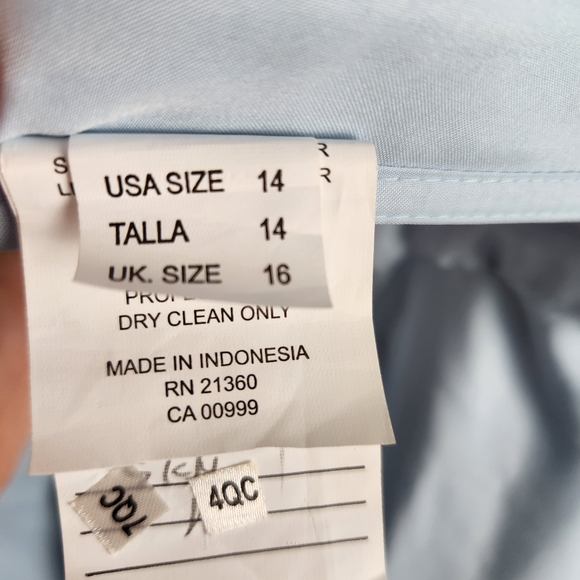 USA SIZE 14
TALLA 14
UK. SIZE 16
DRY CLEAN ONLY
MADE IN INDONESIA
RN 21360
CA 00999
7QC
4QC